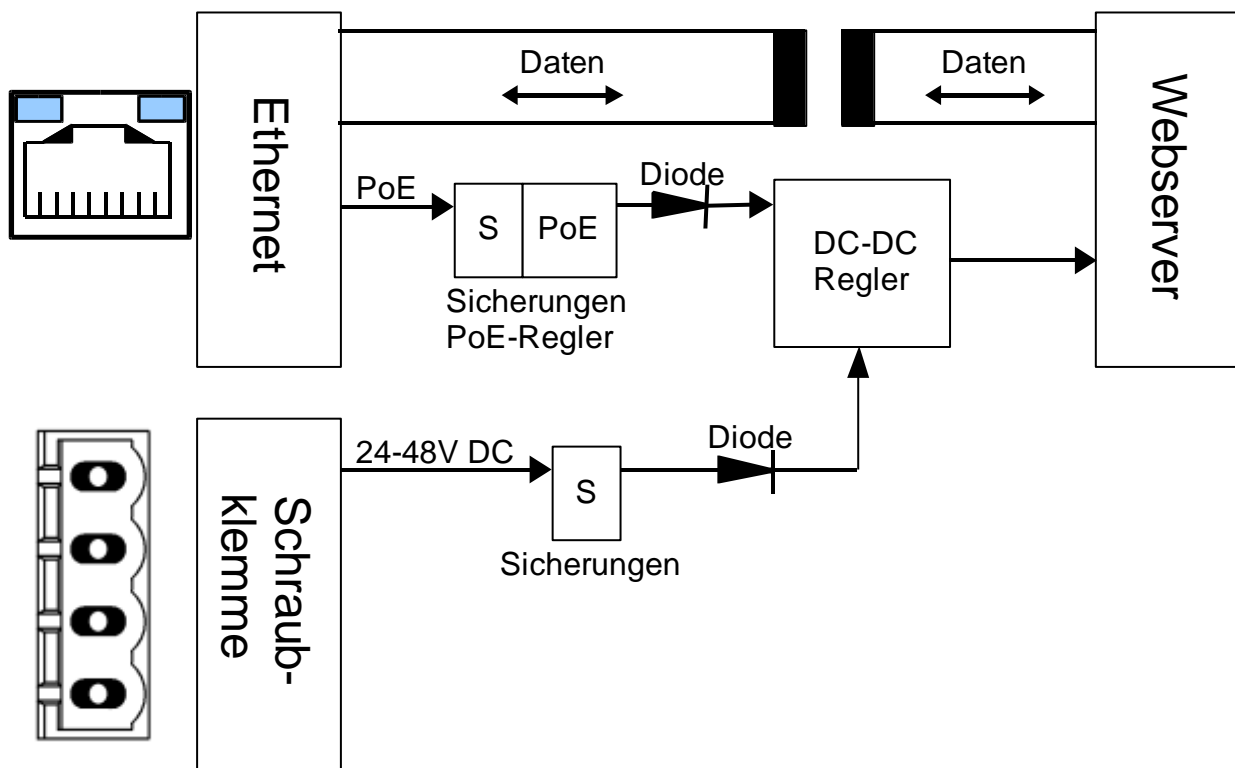 Ethernet
Daten
Daten
Webserver
PoE
S
PoE
Diode
DC-DC
Regler
Sicherungen
PoE-Regler
Schraub-
klemme
24-48V DC
S
Diode
Sicherungen